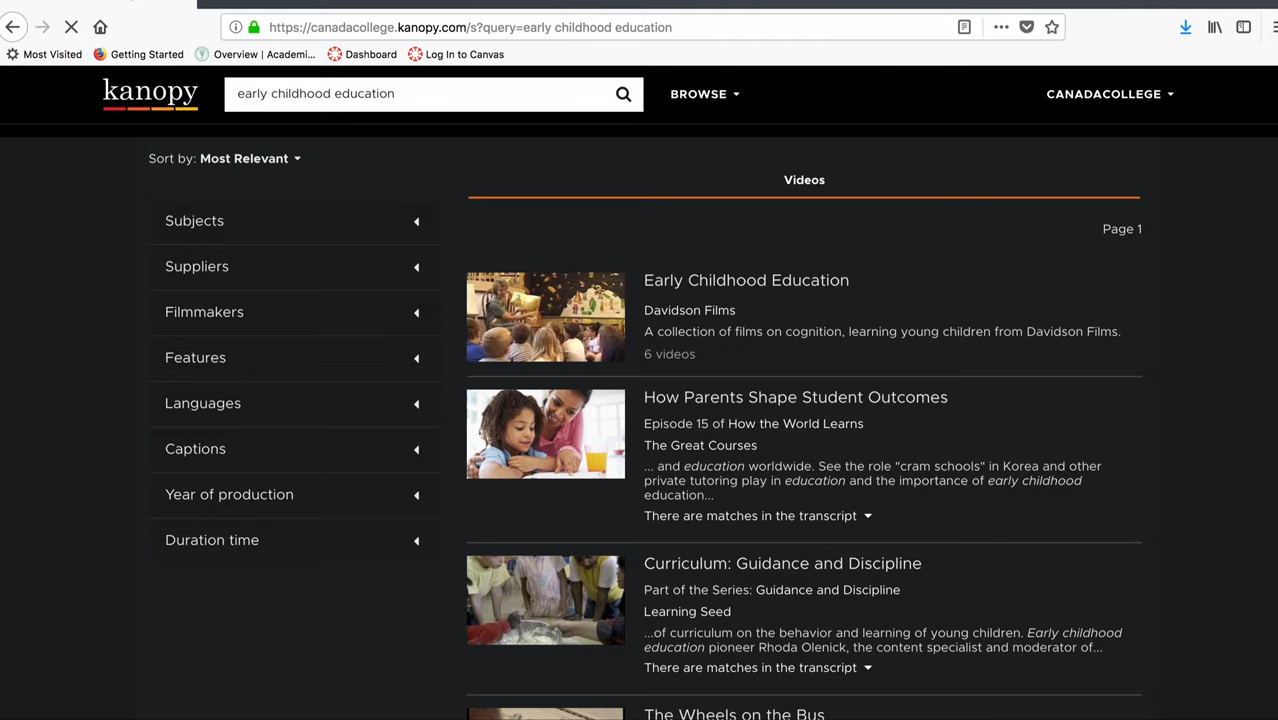 https://canadacollege.kanopy.com/s?query=early childhood education
Most Visited Getting Started Overview | Academi... Dashboard Log In to Canvas
kanopy early childhood education BROWSE CANADACOLLEGE
Sort by: Most Relevant
Videos
Page 1
Subjects
Suppliers
Filmmakers
Features
Languages
Captions
Year of production
Duration time
Early Childhood Education
Davidson Films
A collection of films on cognition, learning young children from Davidson Films.
6 videos
How Parents Shape Student Outcomes
Episode 15 of How the World Learns
The Great Courses
... and education worldwide. See the role "cram schools" in Korea and other
private tutoring play in education and the importance of early childhood
education...
There are matches in the transcript
Curriculum: Guidance and Discipline
Part of the Series: Guidance and Discipline
Learning Seed
...of curriculum on the behavior and learning of young children. Early childhood
education pioneer Rhoda Olenick, the content specialist and moderator of...
There are matches in the transcript
The Wheels on the Bus